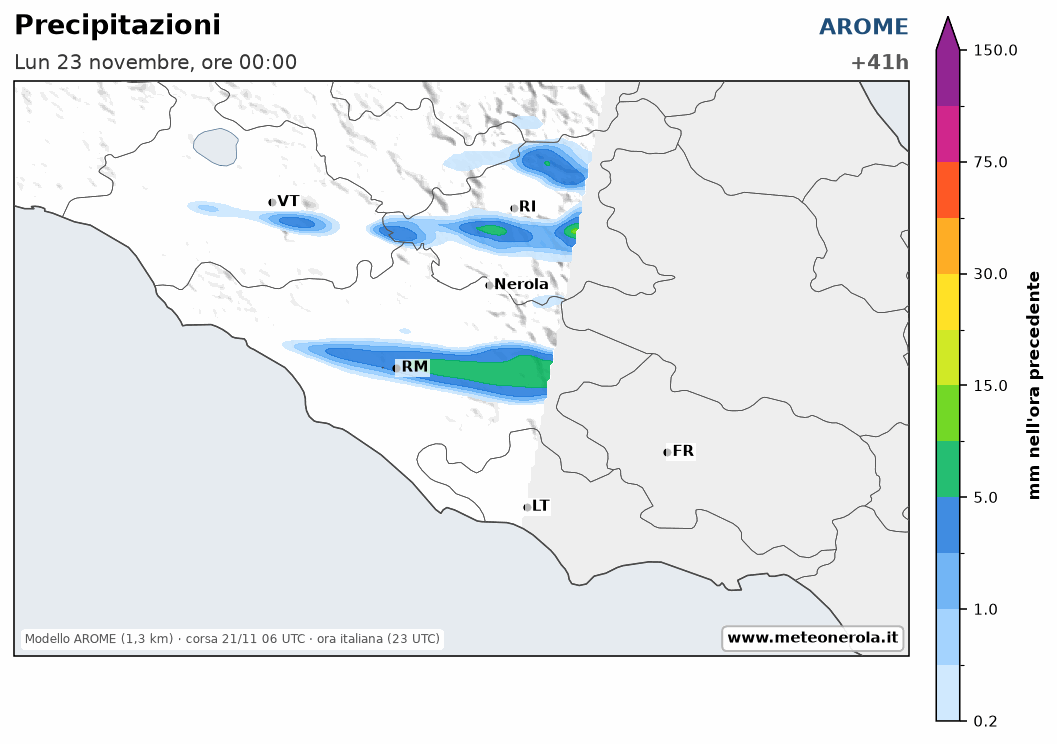 Precipitazioni
AROME
Lun 23 novembre, ore 00:00
+41h
150.0
75.0
30.0
15.0
5.0
1.0
0.2
mm nell'ora precedente
VT
RI
Nerola
RM
FR
LT
Modello AROME (1,3 km) · corsa 21/11 06 UTC · ora italiana (23 UTC)
www.meteonerola.it